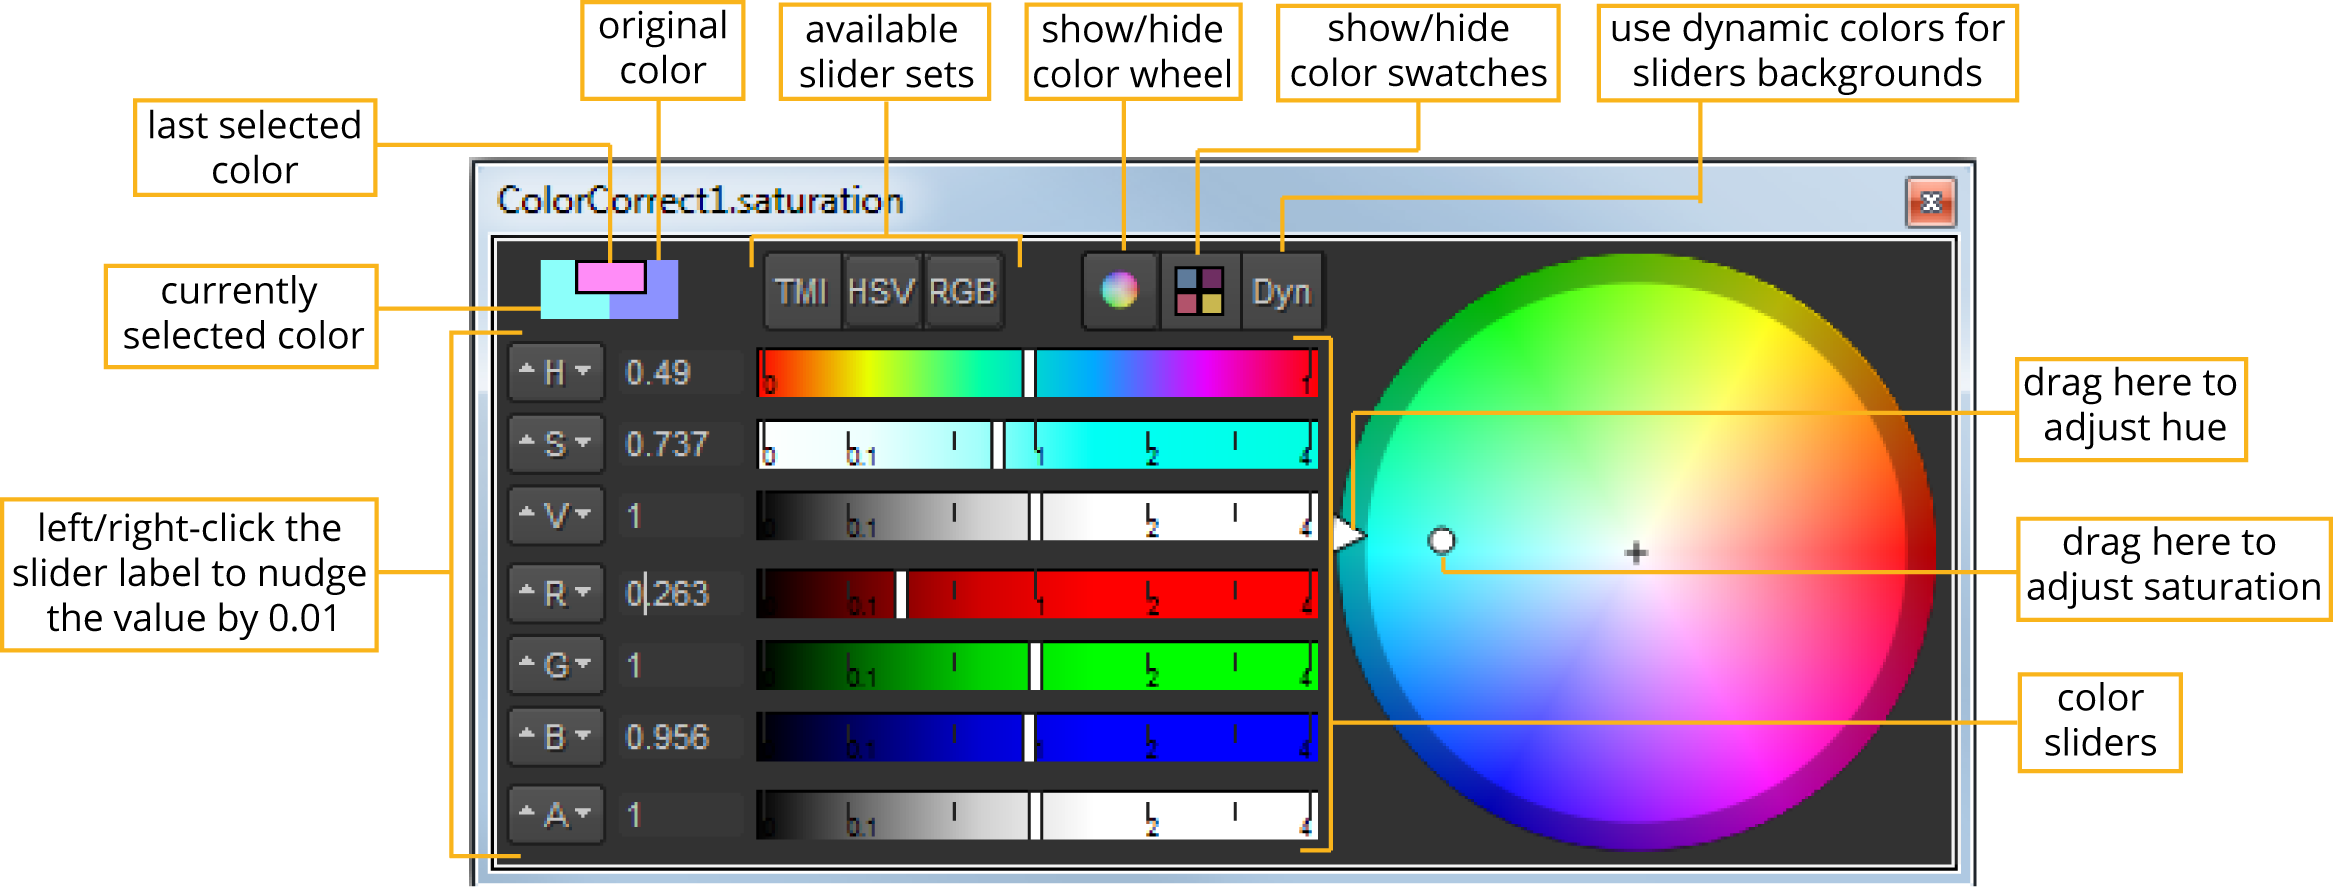 original
color
available
slider sets
show/hide
color wheel
show/hide
color swatches
use dynamic colors for
sliders backgrounds
last selected
color
ColorCorrect1.saturation
x
currently
selected color
TMI
HSV
RGB
Dyn
H 0.49 0 1
S 0.737 0 0.1 1 2 4
V 1 0 0.1 2 4
R 0.263 0 0.1 1 2 4
G 1 0 0.1 2 4
B 0.956 0 0.1 1 2 4
A 1 0 0.1 2 4
left/right-click the
slider label to nudge
the value by 0.01
drag here to
adjust hue
drag here to
adjust saturation
color
sliders